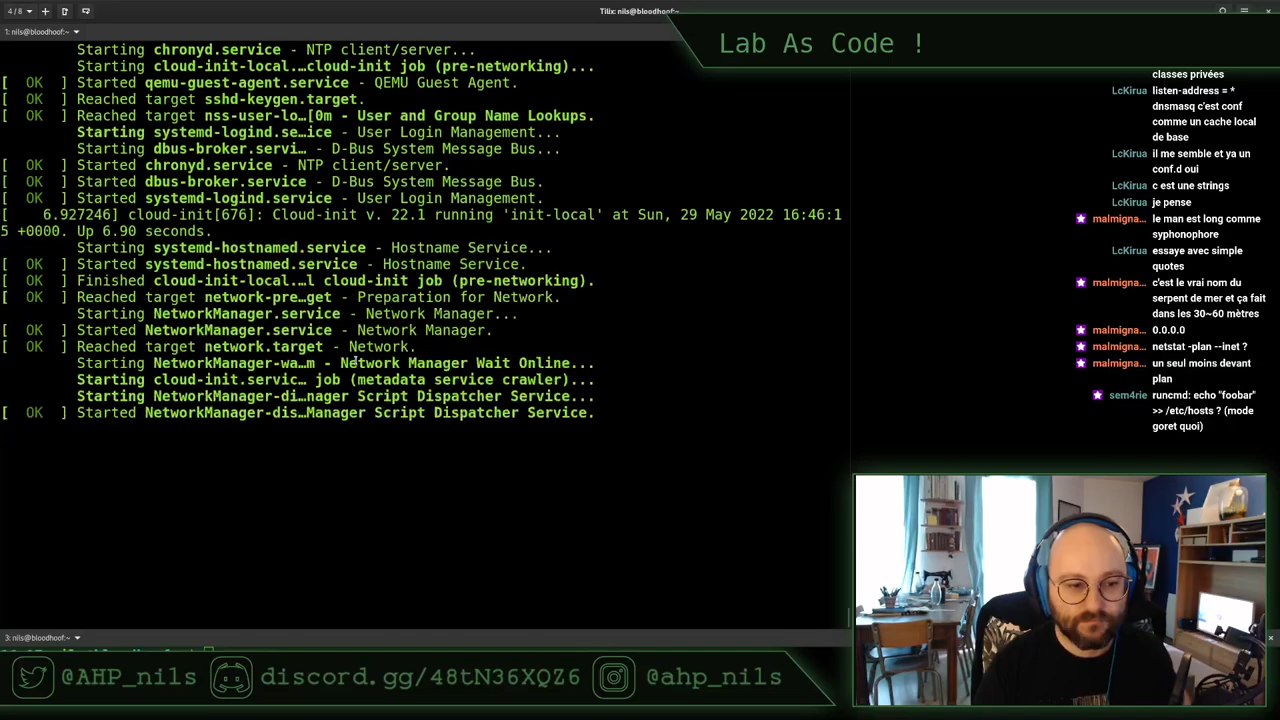 4 / 8
Tilix: nils@bloodhoof:~
1: nils@bloodhoof:~
Lab As Code !
Starting chronyd.service - NTP client/server...
Starting cloud-init-local.…cloud-init job (pre-networking)...
[  OK  ] Started qemu-guest-agent.service - QEMU Guest Agent.
[  OK  ] Reached target sshd-keygen.target.
[  OK  ] Reached target nss-user-lo…[0m - User and Group Name Lookups.
Starting systemd-logind.se…ice - User Login Management...
Starting dbus-broker.servi… - D-Bus System Message Bus...
[  OK  ] Started chronyd.service - NTP client/server.
[  OK  ] Started dbus-broker.service - D-Bus System Message Bus.
[  OK  ] Started systemd-logind.service - User Login Management.
[    6.927246] cloud-init[676]: Cloud-init v. 22.1 running 'init-local' at Sun, 29 May 2022 16:46:1
5 +0000. Up 6.90 seconds.
Starting systemd-hostnamed.service - Hostname Service...
[  OK  ] Started systemd-hostnamed.service - Hostname Service.
[  OK  ] Finished cloud-init-local.…l cloud-init job (pre-networking).
[  OK  ] Reached target network-pre…get - Preparation for Network.
Starting NetworkManager.service - Network Manager...
[  OK  ] Started NetworkManager.service - Network Manager.
[  OK  ] Reached target network.target - Network.
Starting NetworkManager-wa…m - Network Manager Wait Online...
Starting cloud-init.servic… job (metadata service crawler)...
Starting NetworkManager-di…nager Script Dispatcher Service...
[  OK  ] Started NetworkManager-dis…Manager Script Dispatcher Service.
classes privées
LcKirua listen-address = *
dnsmasq c'est conf
comme un cache local
de base
LcKirua il me semble et ya un
conf.d oui
LcKirua c est une strings
LcKirua je pense
malmigna… le man est long comme
syphonophore
LcKirua essaye avec simple
quotes
malmigna… c'est le vrai nom du
serpent de mer et ça fait
dans les 30~60 mètres
malmigna… 0.0.0.0
malmigna… netstat -plan --inet ?
malmigna… un seul moins devant
plan
sem4rie runcmd: echo "foobar"
>> /etc/hosts ? (mode
goret quoi)
3: nils@bloodhoof:~
@AHP_nils
discord.gg/48tN36XQZ6
@ahp_nils